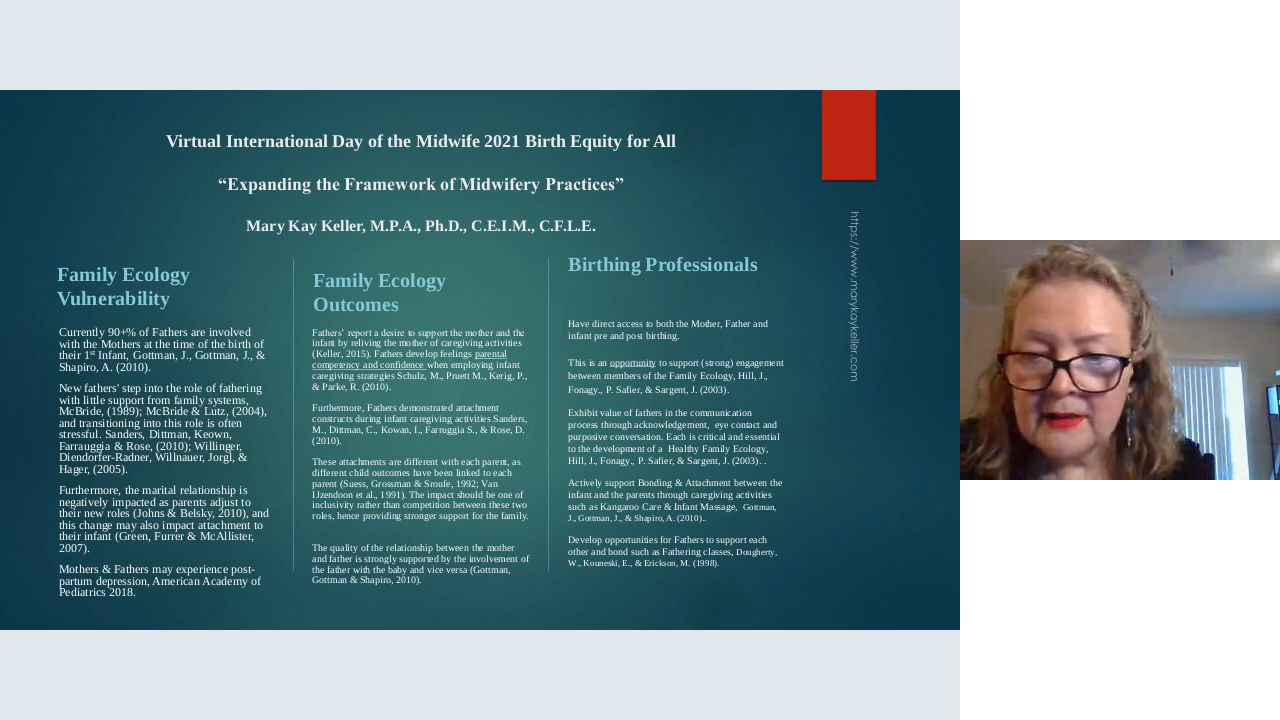 Virtual International Day of the Midwife 2021 Birth Equity for All
“Expanding the Framework of Midwifery Practices”
Mary Kay Keller, M.P.A., Ph.D., C.E.I.M., C.F.L.E.
Family Ecology
Vulnerability
Currently 90+% of Fathers are involved
with the Mothers at the time of the birth of
their 1st Infant, Gottman, J., Gottman, J., &
Shapiro, A. (2010).
New fathers' step into the role of fathering
with little support from family systems,
McBride, (1989); McBride & Lutz, (2004),
and transitioning into this role is often
stressful. Sanders, Dittman, Keown,
Farrauggia & Rose, (2010); Willinger,
Diendorfer-Radner, Willnauer, Jorgl, &
Hager, (2005).
Furthermore, the marital relationship is
negatively impacted as parents adjust to
their new roles (Johns & Belsky, 2010), and
this change may also impact attachment to
their infant (Green, Furrer & McAllister,
2007).
Mothers & Fathers may experience post-
partum depression, American Academy of
Pediatrics 2018.
Family Ecology
Outcomes
Fathers' report a desire to support the mother and the
infant by reliving the mother of caregiving activities
(Keller, 2015). Fathers develop feelings parental
competency and confidence when employing infant
caregiving strategies Schulz, M., Pruett M., Kerig, P.,
& Parke, R. (2010).
Furthermore, Fathers demonstrated attachment
constructs during infant caregiving activities Sanders,
M., Dittman, C., Kowan, I., Farruggia S., & Rose, D.
(2010).
These attachments are different with each parent, as
different child outcomes have been linked to each
parent (Suess, Grossman & Sroufe, 1992; Van
IJzendoon et al., 1991). The impact should be one of
inclusivity rather than competition between these two
roles, hence providing stronger support for the family.
The quality of the relationship between the mother
and father is strongly supported by the involvement of
the father with the baby and vice versa (Gottman,
Gottman & Shapiro, 2010).
Birthing Professionals
Have direct access to both the Mother, Father and
infant pre and post birthing.
This is an opportunity to support (strong) engagement
between members of the Family Ecology, Hill, J.,
Fonagy., P. Safier, & Sargent, J. (2003).
Exhibit value of fathers in the communication
process through acknowledgement, eye contact and
purposive conversation. Each is critical and essential
to the development of a Healthy Family Ecology,
Hill, J., Fonagy., P. Safier, & Sargent, J. (2003). .
Actively support Bonding & Attachment between the
infant and the parents through caregiving activities
such as Kangaroo Care & Infant Massage, Gottman,
J., Gottman, J., & Shapiro, A. (2010)..
Develop opportunities for Fathers to support each
other and bond such as Fathering classes, Dougherty,
W., Kouneski, E., & Erickson, M. (1998).
https://www.marykaykeller.com